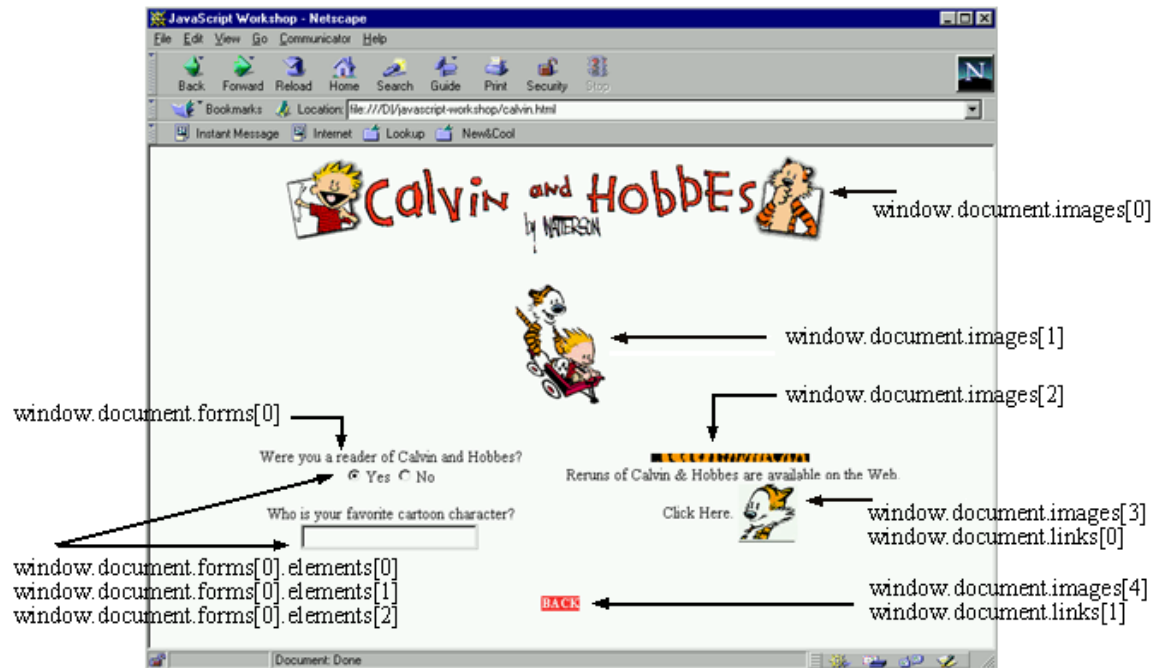 JavaScript Workshop - Netscape
File Edit View Go Communicator Help
Back Forward Reload Home Search Guide Print Security Stop
N
Bookmarks Location: file:///D|/javascript-workshop/calvin.html
Instant Message Internet Lookup New&Cool
Calvin and Hobbes
by WATTERSON
window.document.images[0]
window.document.images[1]
window.document.images[2]
window.document.forms[0]
Were you a reader of Calvin and Hobbes?
Yes No
Reruns of Calvin & Hobbes are available on the Web.
Who is your favorite cartoon character?
Click Here.
window.document.images[3]
window.document.links[0]
window.document.forms[0].elements[0]
window.document.forms[0].elements[1]
window.document.forms[0].elements[2]
BACK
window.document.images[4]
window.document.links[1]
Document: Done